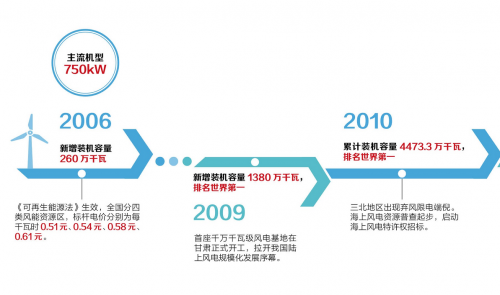 主流机型
750kW
2006
新增装机容量
260 万千瓦
《可再生能源法》生效，全国分四
类风能资源区，标杆电价分别为每
千瓦时 0.51元、0.54 元、0.58元、
0.61元。
新增装机容量 1380 万千瓦，
排名世界第一
2009
首座千万千瓦级风电基地在
甘肃正式开工，拉开我国陆
上风电规模化发展序幕。
2010
累计装机容量 4473.3 万千瓦，
排名世界第一
三北地区出现弃风限电端倪。
海上风电资源普查起步，启动
海上风电特许权招标。